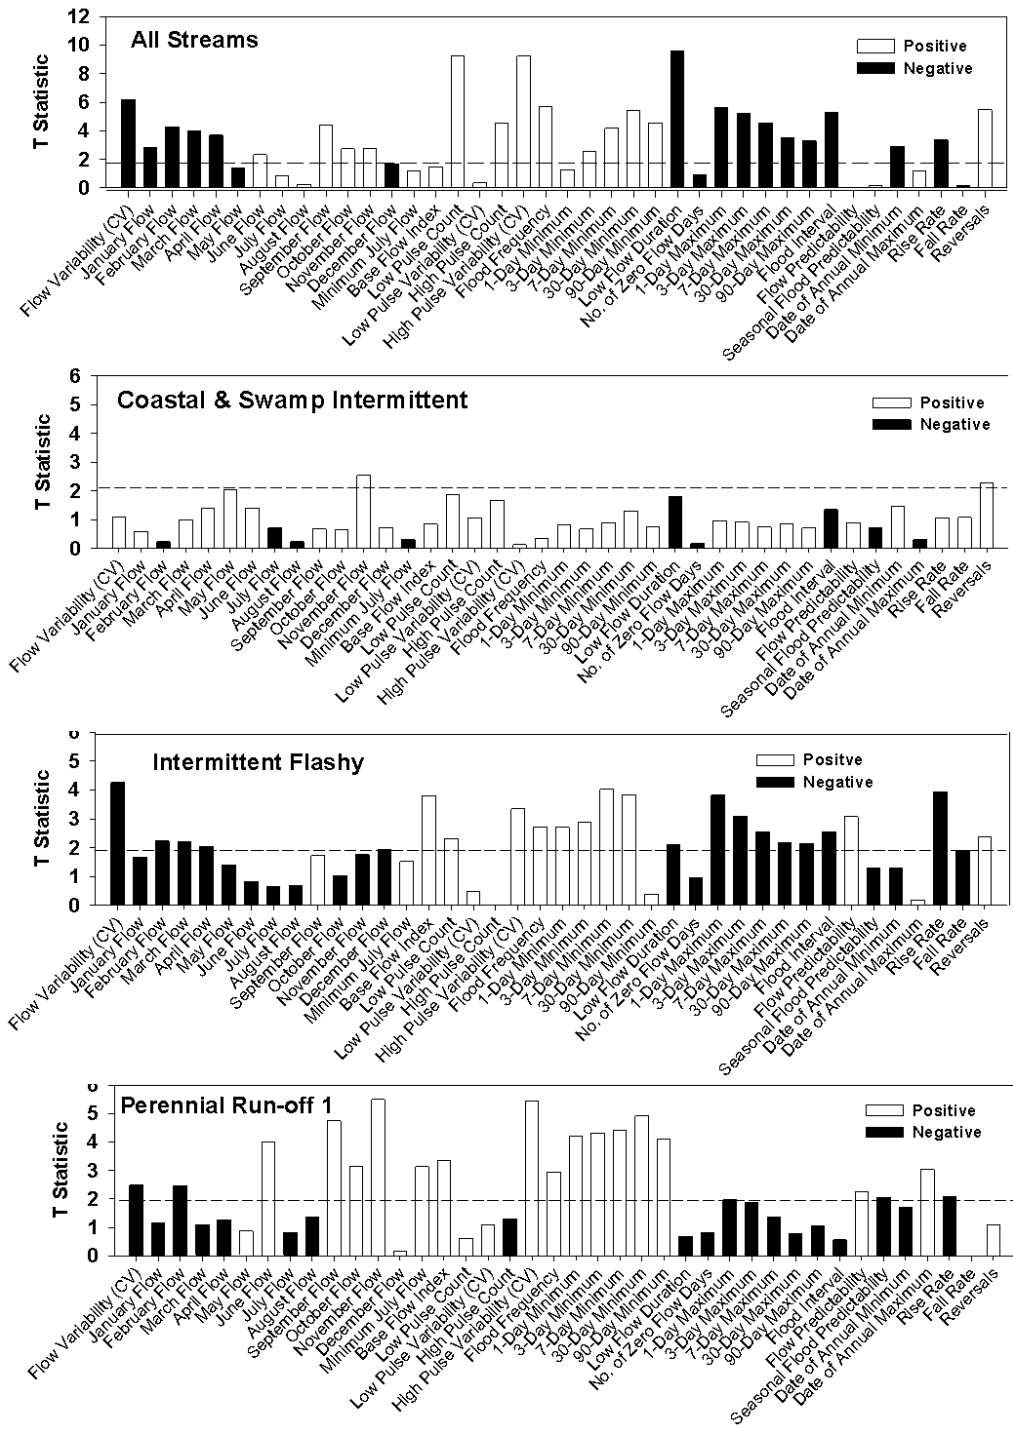 All Streams
Positive
Negative
T Statistic
12
10
8
6
4
2
0
Flow Variability (CV)
January Flow
February Flow
March Flow
April Flow
May Flow
June Flow
July Flow
August Flow
September Flow
October Flow
November Flow
December Flow
Minimum July Flow
Base Flow Index
Low Pulse Count
Low Pulse Variability (CV)
High Pulse Count
High Pulse Variability (CV)
Flood Frequency
1-Day Minimum
3-Day Minimum
7-Day Minimum
30-Day Minimum
90-Day Minimum
Low Flow Duration
No. of Zero Flow Days
1-Day Maximum
3-Day Maximum
7-Day Maximum
30-Day Maximum
90-Day Maximum
Flood Interval
Flow Predictability
Seasonal Flood Predictability
Date of Annual Minimum
Date of Annual Maximum
Rise Rate
Fall Rate
Reversals
Coastal & Swamp Intermittent
Positive
Negative
T Statistic
6
5
4
3
2
1
0
Flow Variability (CV)
January Flow
February Flow
March Flow
April Flow
May Flow
June Flow
July Flow
August Flow
September Flow
October Flow
November Flow
December Flow
Minimum July Flow
Base Flow Index
Low Pulse Count
Low Pulse Variability (CV)
High Pulse Count
High Pulse Variability (CV)
Flood Frequency
1-Day Minimum
3-Day Minimum
7-Day Minimum
30-Day Minimum
90-Day Minimum
Low Flow Duration
No. of Zero Flow Days
1-Day Maximum
3-Day Maximum
7-Day Maximum
30-Day Maximum
90-Day Maximum
Flood Interval
Flow Predictability
Seasonal Flood Predictability
Date of Annual Minimum
Date of Annual Maximum
Rise Rate
Fall Rate
Reversals
Intermittent Flashy
Positve
Negative
T Statistic
6
5
4
3
2
1
0
Flow Variability (CV)
January Flow
February Flow
March Flow
April Flow
May Flow
June Flow
July Flow
August Flow
September Flow
October Flow
November Flow
December Flow
Minimum July Flow
Base Flow Index
Low Pulse Count
Low Pulse Variability (CV)
High Pulse Count
High Pulse Variability (CV)
Flood Frequency
1-Day Minimum
3-Day Minimum
7-Day Minimum
30-Day Minimum
90-Day Minimum
Low Flow Duration
No. of Zero Flow Days
1-Day Maximum
3-Day Maximum
7-Day Maximum
30-Day Maximum
90-Day Maximum
Flood Interval
Flow Predictability
Seasonal Flood Predictability
Date of Annual Minimum
Date of Annual Maximum
Rise Rate
Fall Rate
Reversals
Perennial Run-off 1
Positive
Negative
T Statistic
6
5
4
3
2
1
0
Flow Variability (CV)
January Flow
February Flow
March Flow
April Flow
May Flow
June Flow
July Flow
August Flow
September Flow
October Flow
November Flow
December Flow
Minimum July Flow
Base Flow Index
Low Pulse Count
Low Pulse Variability (CV)
High Pulse Count
High Pulse Variability (CV)
Flood Frequency
1-Day Minimum
3-Day Minimum
7-Day Minimum
30-Day Minimum
90-Day Minimum
Low Flow Duration
No. of Zero Flow Days
1-Day Maximum
3-Day Maximum
7-Day Maximum
30-Day Maximum
90-Day Maximum
Flood Interval
Flow Predictability
Seasonal Flood Predictability
Date of Annual Minimum
Date of Annual Maximum
Rise Rate
Fall Rate
Reversals